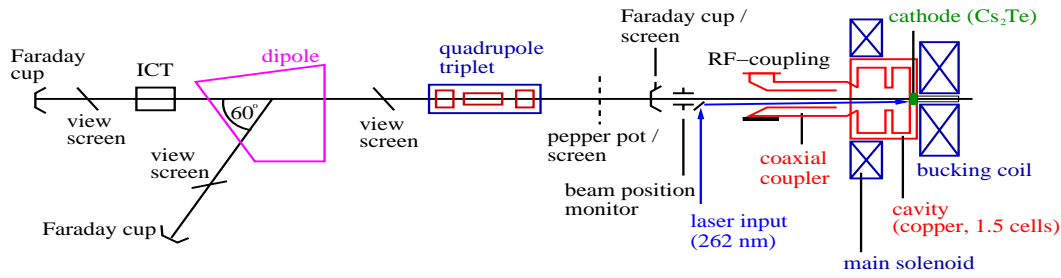 Faraday
cup
ICT
dipole
quadrupole
triplet
Faraday cup /
screen
RF−coupling
cathode (Cs₂Te)
view
screen
60°
view
screen
view
screen
pepper pot /
screen
beam position
monitor
laser input
(262 nm)
coaxial
coupler
bucking coil
cavity
(copper, 1.5 cells)
main solenoid
Faraday cup